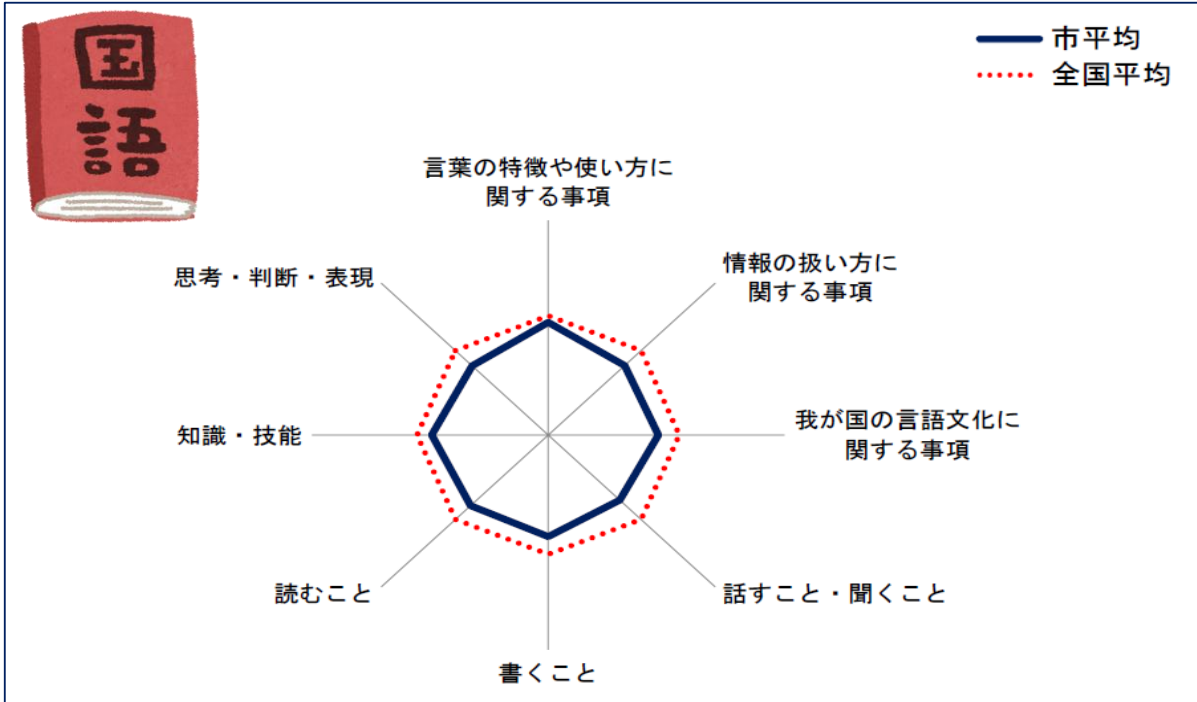 国
語
市平均
全国平均
言葉の特徴や使い方に
関する事項
情報の扱い方に
関する事項
我が国の言語文化に
関する事項
話すこと・聞くこと
書くこと
読むこと
知識・技能
思考・判断・表現